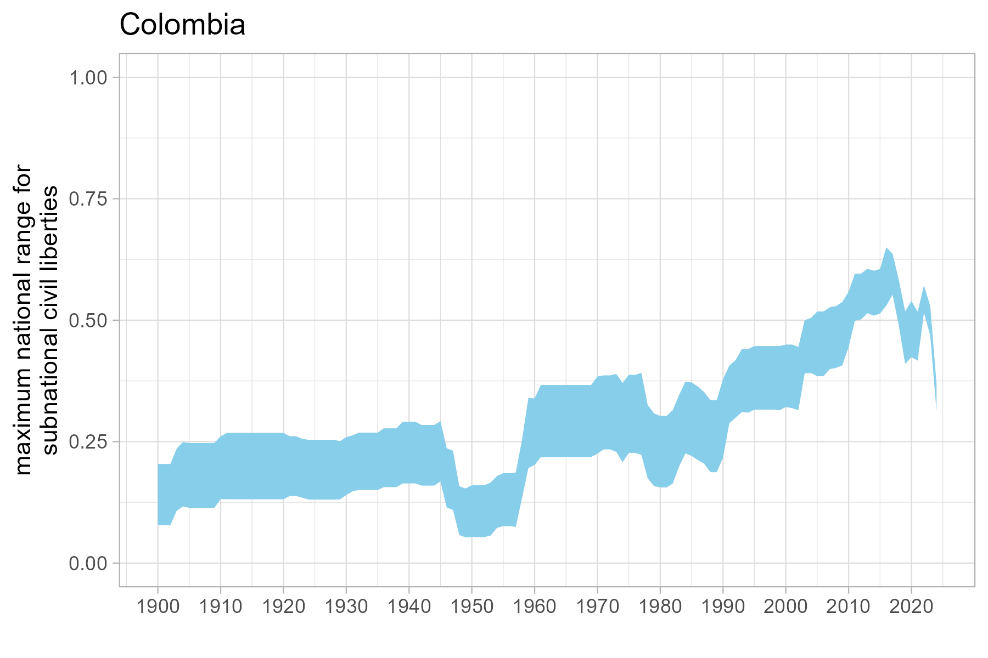 Colombia
maximum national range for
subnational civil liberties
1.00
0.75
0.50
0.25
0.00
1900 1910 1920 1930 1940 1950 1960 1970 1980 1990 2000 2010 2020